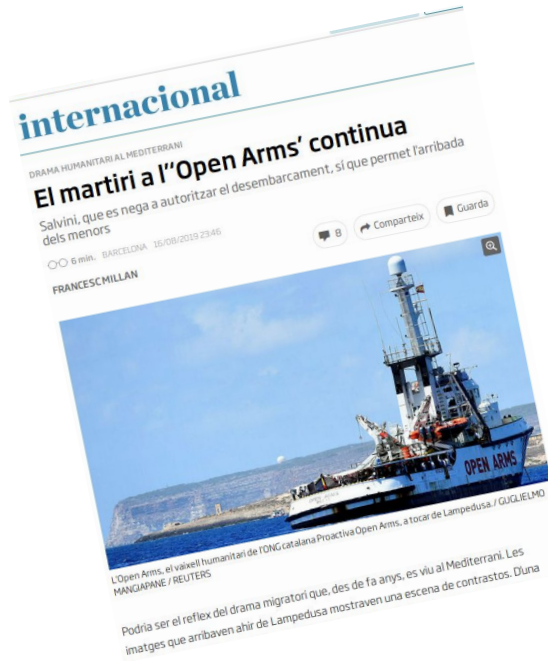 internacional
DRAMA HUMANITARI AL MEDITERRANI
El martiri a l''Open Arms' continua
Salvini, que es nega a autoritzar el desembarcament, sí que permet l'arribada
dels menors
6 min. BARCELONA 16/08/2019 23:46
8 Comparteix Guarda
FRANCESC MILLAN
OPEN ARMS
L'Open Arms, el vaixell humanitari de l'ONG catalana Proactiva Open Arms, a tocar de Lampedusa. / GUGLIELMO
MANGIAPANE / REUTERS
Podria ser el reflex del drama migratori que, des de fa anys, es viu al Mediterrani. Les
imatges que arribaven ahir de Lampedusa mostraven una escena de contrastos. D'una